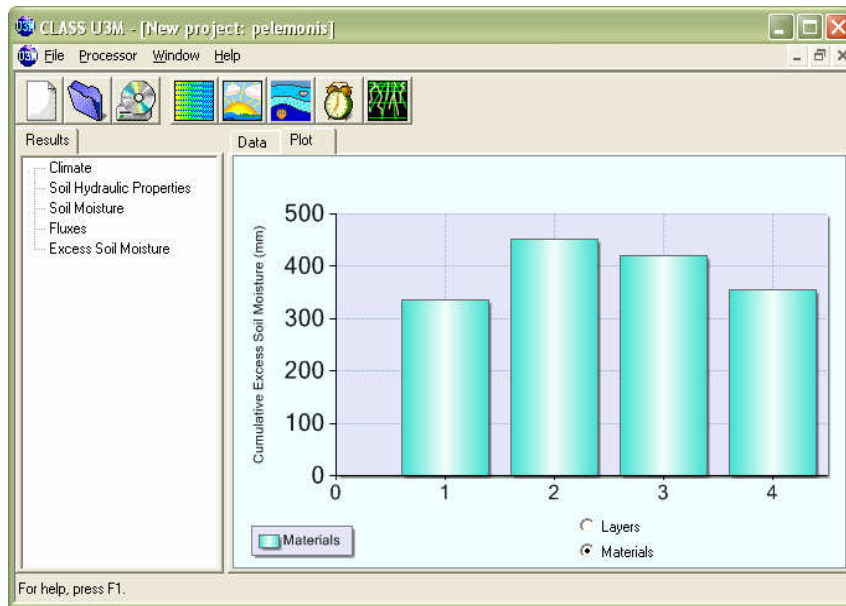 CLASS U3M - [New project: pelemonis]
U3M File Processor Window Help
Results
Data Plot
Climate
Soil Hydraulic Properties
Soil Moisture
Fluxes
Excess Soil Moisture
Cumulative Excess Soil Moisture (mm)
500
400
300
200
100
0
0 1 2 3 4
Materials
Layers
Materials
For help, press F1.